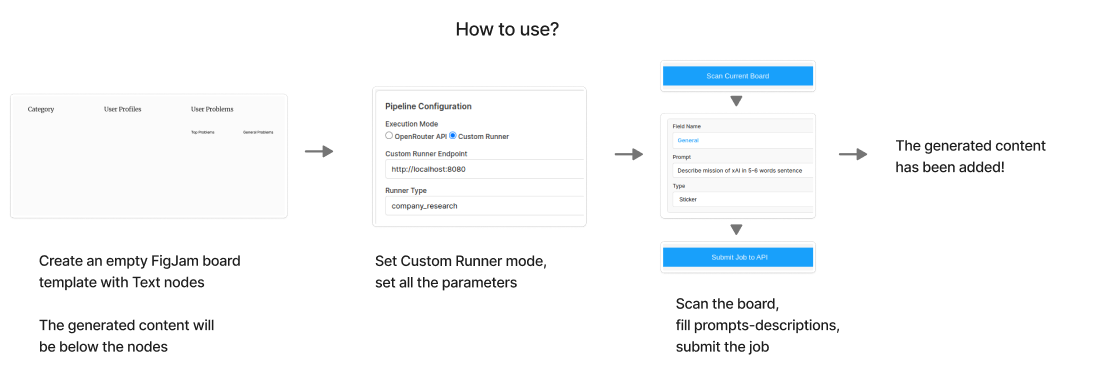 How to use?
Category
User Profiles
User Problems
Top Problems
General Problems
Create an empty FigJam board
template with Text nodes
The generated content will
be below the nodes
Pipeline Configuration
Execution Mode
OpenRouter API
Custom Runner
Custom Runner Endpoint
http://localhost:8080
Runner Type
company_research
Set Custom Runner mode,
set all the parameters
Scan Current Board
Field Name
General
Prompt
Describe mission of xAI in 5-6 words sentence
Type
Sticker
Submit Job to API
Scan the board,
fill prompts-descriptions,
submit the job
The generated content
has been added!